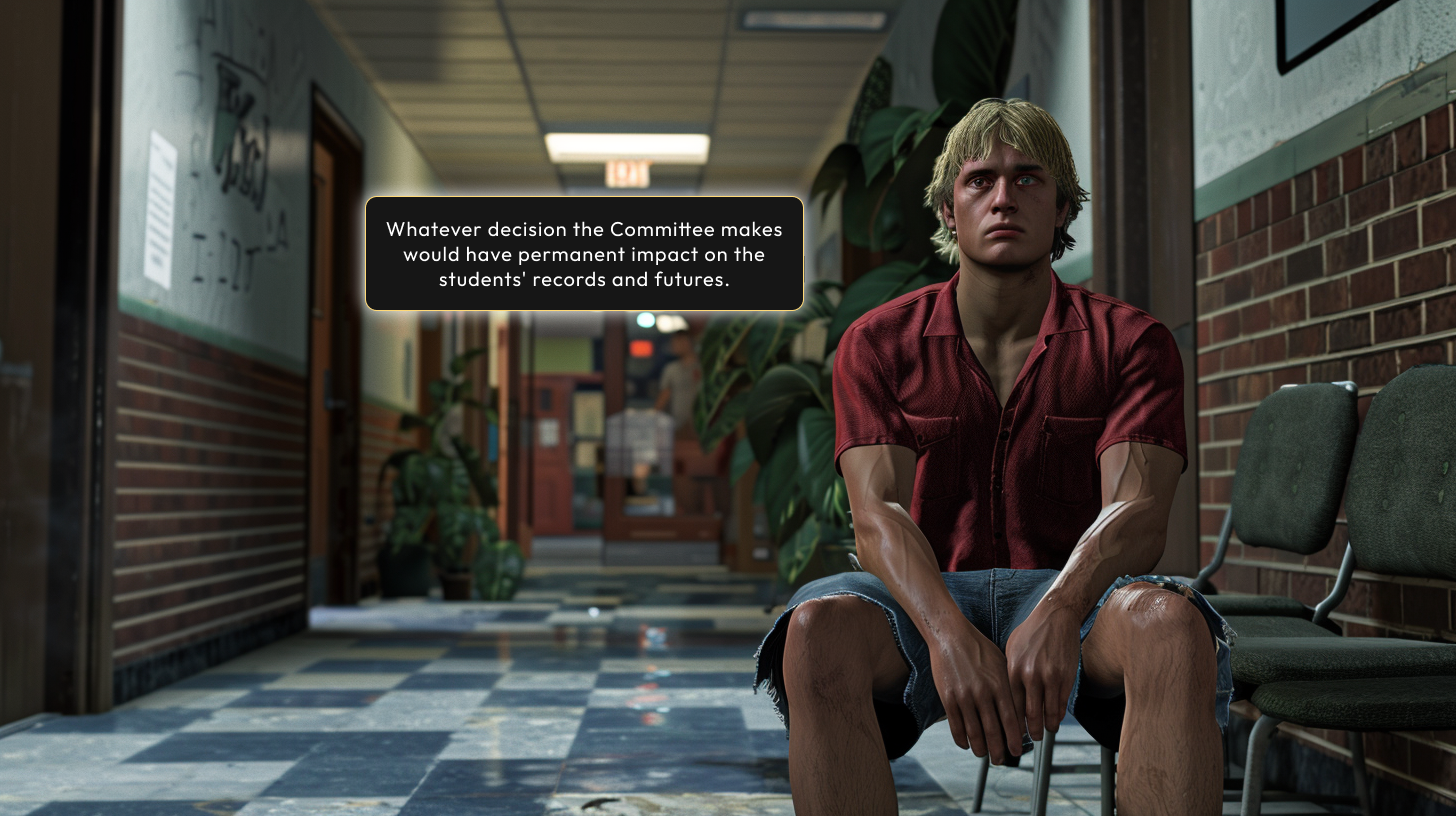 EXIT
Whatever decision the Committee makes
would have permanent impact on the
students' records and futures.